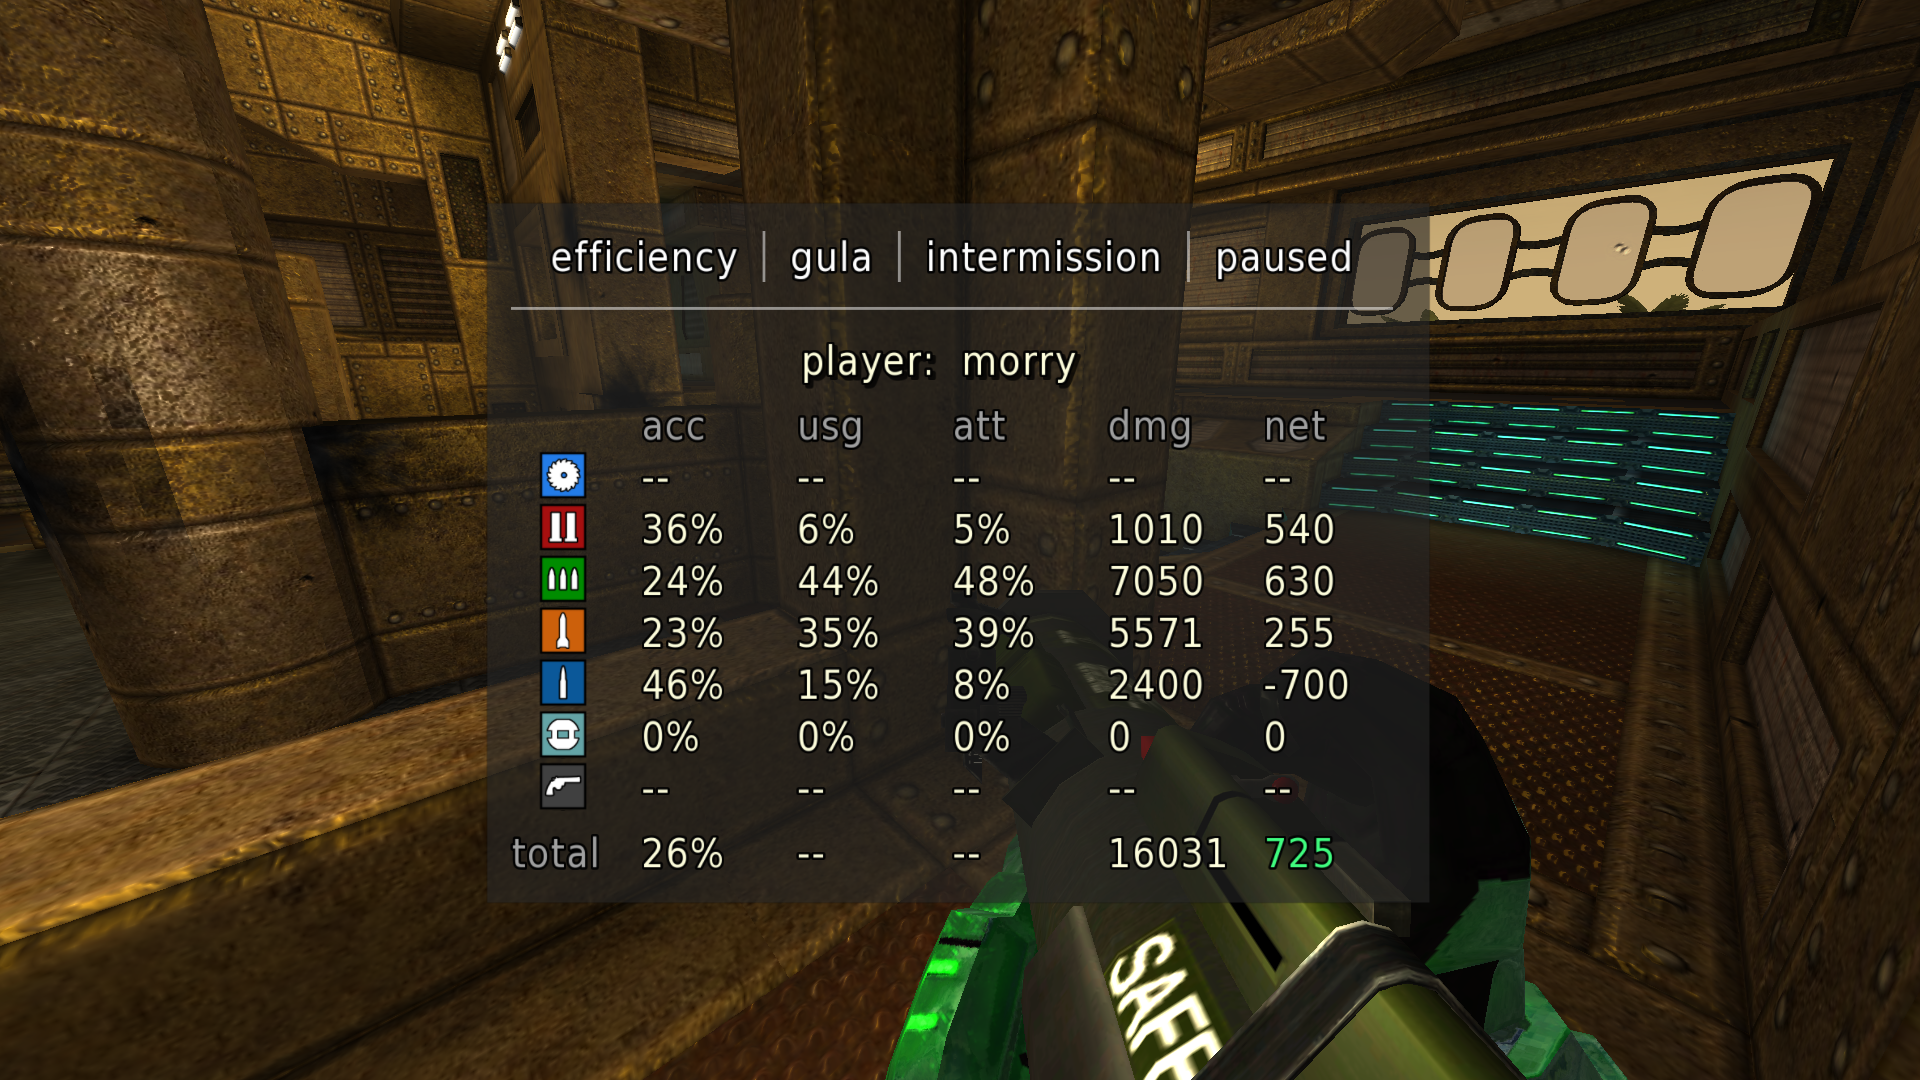 efficiency | gula | intermission | paused
player: morry
acc usg att dmg net
-- -- -- -- --
36% 6% 5% 1010 540
24% 44% 48% 7050 630
23% 35% 39% 5571 255
46% 15% 8% 2400 -700
0% 0% 0% 0 0
-- -- -- -- --
total 26% -- -- 16031 725
SAFE